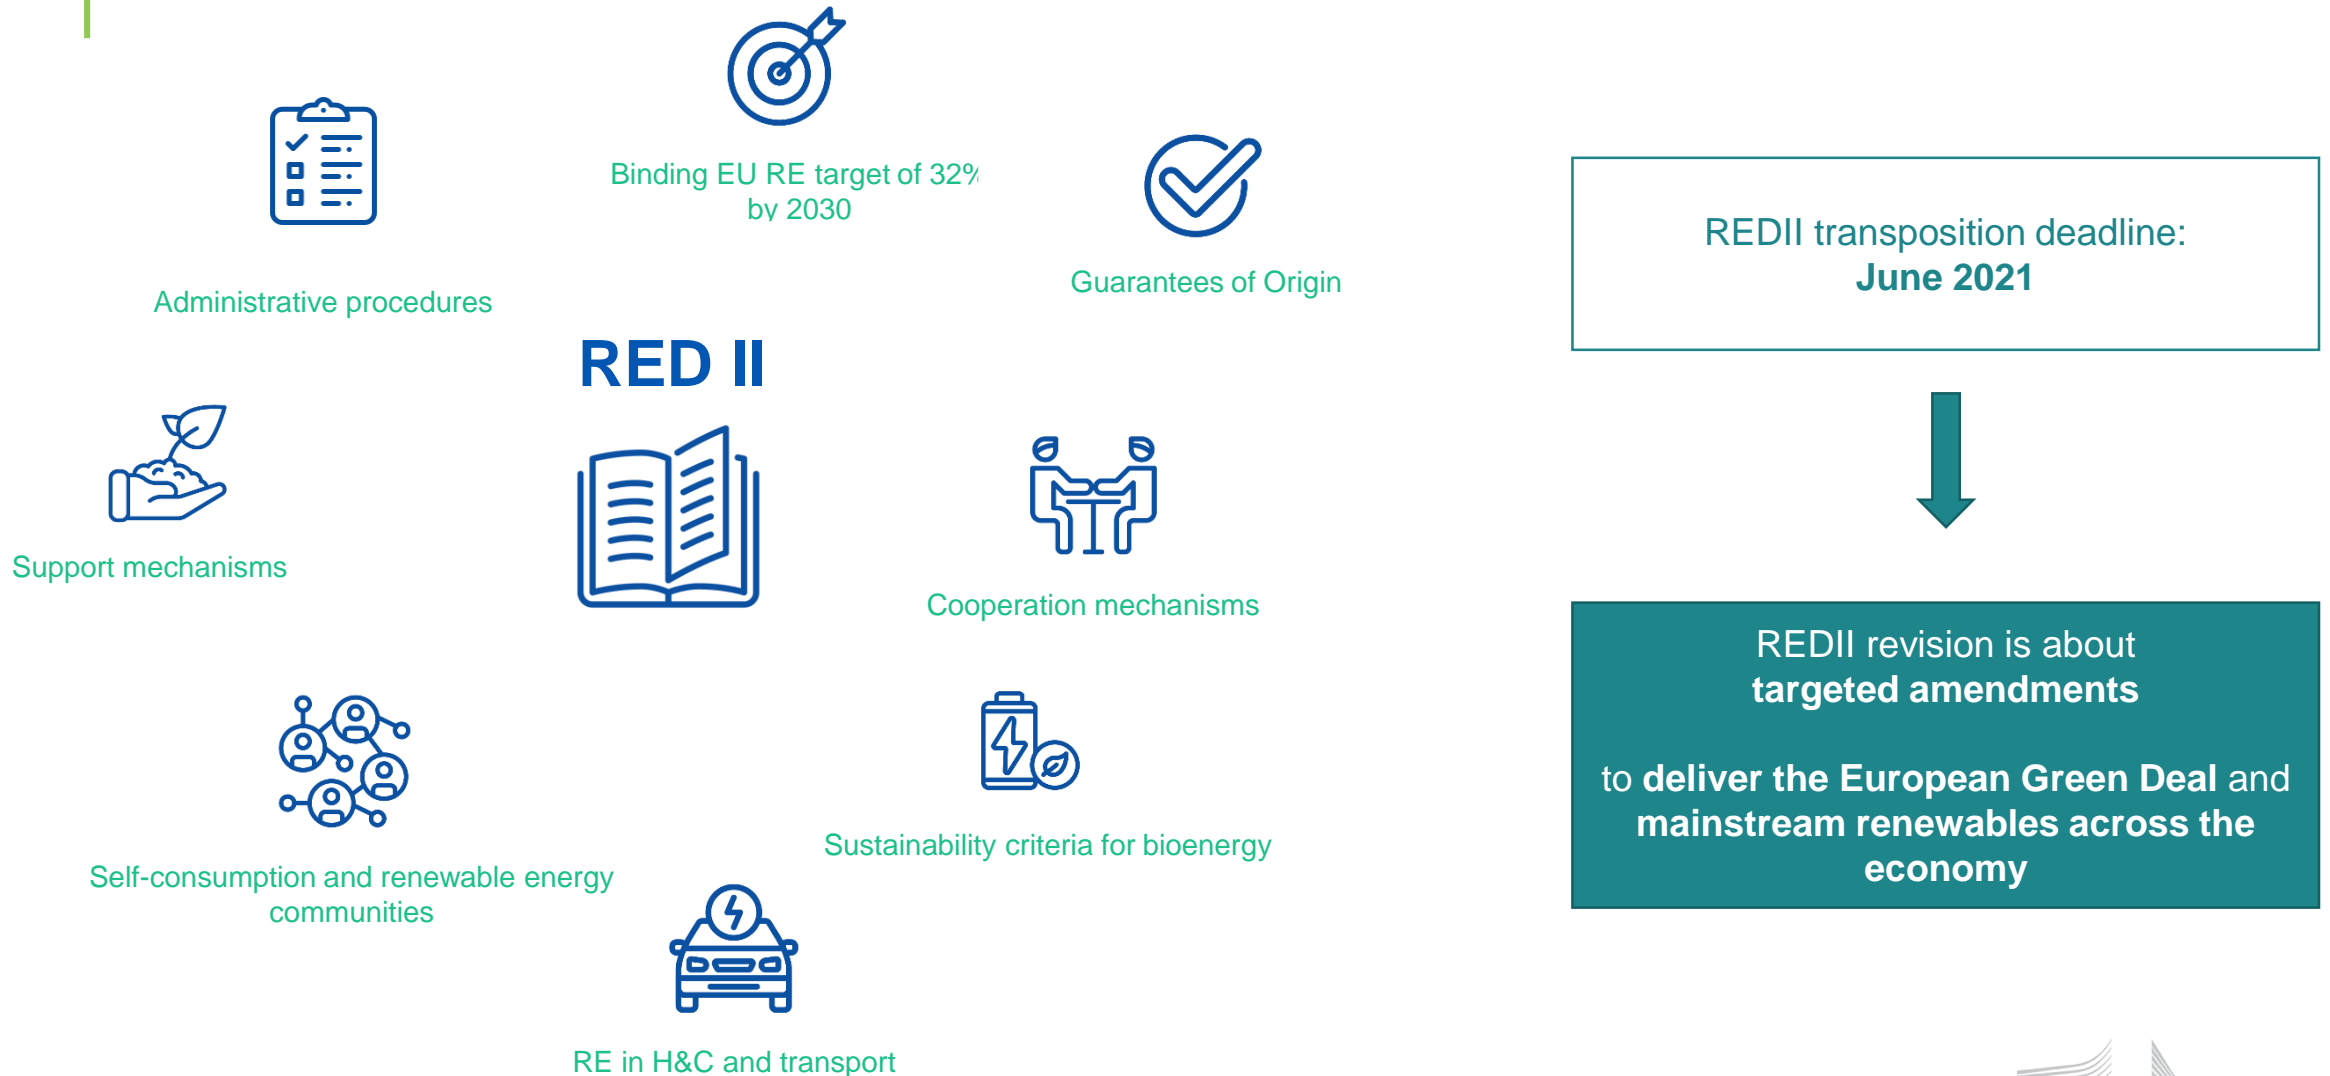 Binding EU RE target of 32%
by 2030
Administrative procedures
Guarantees of Origin
RED II
Support mechanisms
Cooperation mechanisms
Self-consumption and renewable energy
communities
Sustainability criteria for bioenergy
RE in H&C and transport
REDII transposition deadline:
June 2021
REDII revision is about
targeted amendments
to deliver the European Green Deal and
mainstream renewables across the
economy